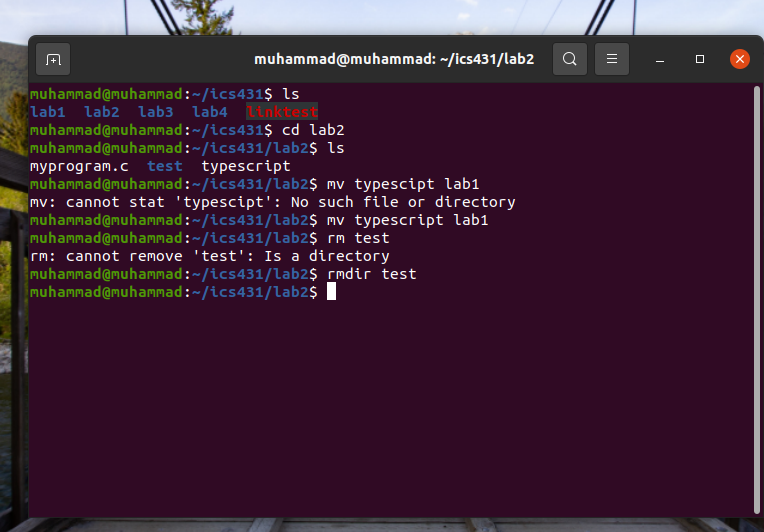 muhammad@muhammad: ~/ics431/lab2
muhammad@muhammad:~/ics431$ ls
lab1  lab2  lab3  lab4  linktest
muhammad@muhammad:~/ics431$ cd lab2
muhammad@muhammad:~/ics431/lab2$ ls
myprogram.c  test  typescript
muhammad@muhammad:~/ics431/lab2$ mv typescipt lab1
mv: cannot stat 'typescipt': No such file or directory
muhammad@muhammad:~/ics431/lab2$ mv typescript lab1
muhammad@muhammad:~/ics431/lab2$ rm test
rm: cannot remove 'test': Is a directory
muhammad@muhammad:~/ics431/lab2$ rmdir test
muhammad@muhammad:~/ics431/lab2$